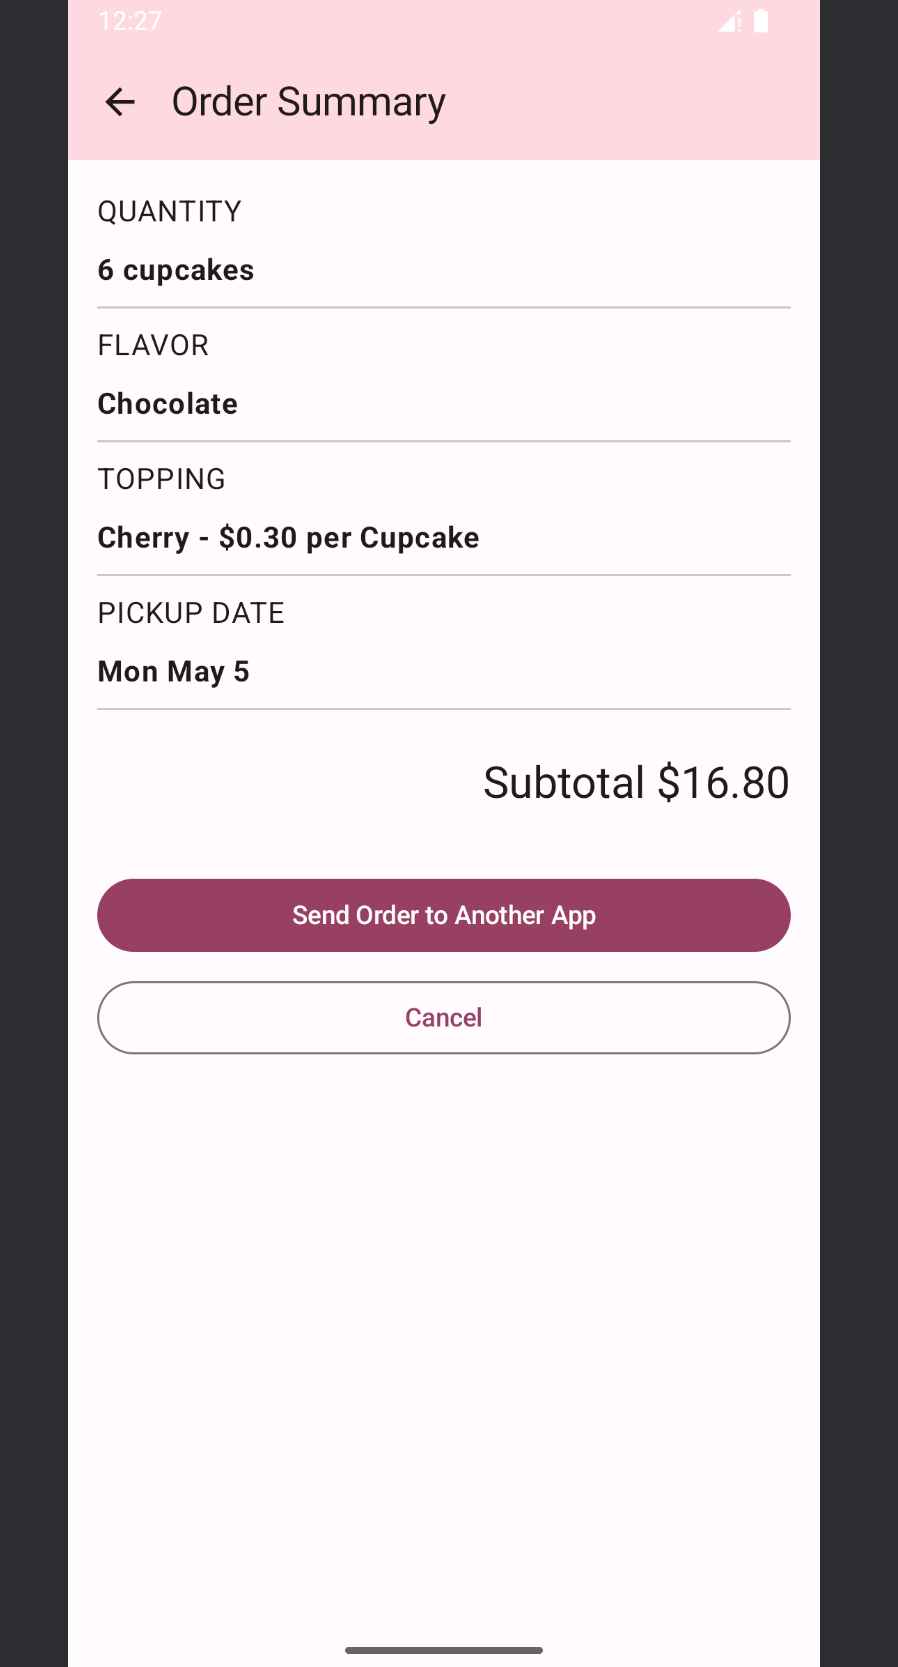 12:27
Order Summary
QUANTITY
6 cupcakes
FLAVOR
Chocolate
TOPPING
Cherry - $0.30 per Cupcake
PICKUP DATE
Mon May 5
Subtotal $16.80
Send Order to Another App
Cancel